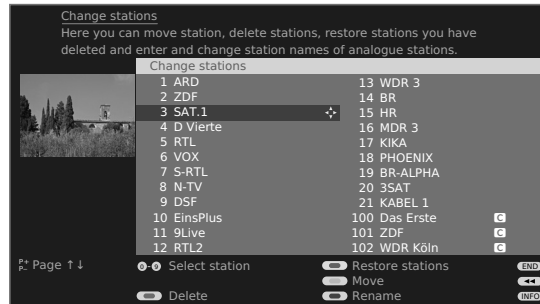 Change stations
Here you can move station, delete stations, restore stations you have
deleted and enter and change station names of analogue stations.
Change stations
1 ARD
2 ZDF
3 SAT.1
4 D Vierte
5 RTL
6 VOX
7 S-RTL
8 N-TV
9 DSF
10 EinsPlus
11 9Live
12 RTL2
13 WDR 3
14 BR
15 HR
16 MDR 3
17 KIKA
18 PHOENIX
19 BR-ALPHA
20 3SAT
21 KABEL 1
100 Das Erste C
101 ZDF C
102 WDR Köln C
P+ P- Page ↑↓
0-9 Select station
Delete
Restore stations END
Move ◀◀
Rename INFO